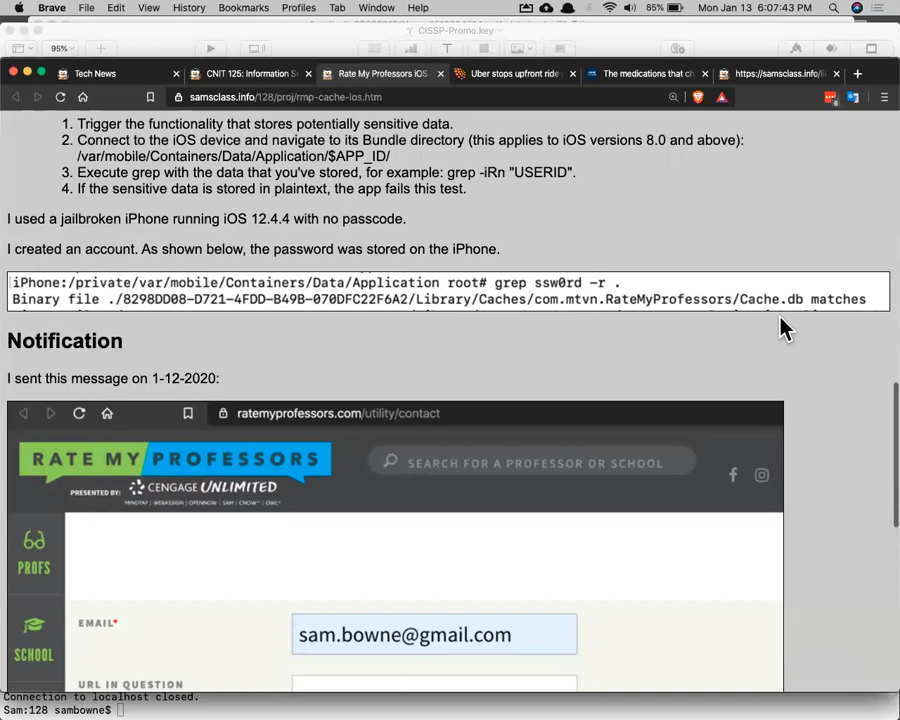 Brave File Edit View History Bookmarks Profiles Tab Window Help 85% Mon Jan 13 6:07:43 PM
CISSP-Promo.key
95%
Tech News × CNIT 125: Information S × Rate My Professors iOS × Uber stops upfront ride p × The medications that ch × https://samsclass.info/l × +
samsclass.info/128/proj/rmp-cache-ios.htm
1. Trigger the functionality that stores potentially sensitive data.
2. Connect to the iOS device and navigate to its Bundle directory (this applies to iOS versions 8.0 and above):
/var/mobile/Containers/Data/Application/$APP_ID/
3. Execute grep with the data that you've stored, for example: grep -iRn "USERID".
4. If the sensitive data is stored in plaintext, the app fails this test.
I used a jailbroken iPhone running iOS 12.4.4 with no passcode.
I created an account. As shown below, the password was stored on the iPhone.
iPhone:/private/var/mobile/Containers/Data/Application root# grep ssw0rd -r .
Binary file ./8298DD08-D721-4FDD-B49B-070DFC22F6A2/Library/Caches/com.mtvn.RateMyProfessors/Cache.db matches
Notification
I sent this message on 1-12-2020:
ratemyprofessors.com/utility/contact
RATE MY PROFESSORS
SEARCH FOR A PROFESSOR OR SCHOOL
PRESENTED BY: CENGAGE UNLIMITED
MINDTAP | WEBASSIGN | OPENNOW | SAM | CNOW | OWL
PROFS
EMAIL*
sam.bowne@gmail.com
SCHOOL
URL IN QUESTION
Connection to localhost closed.
Sam:128 sambowne$